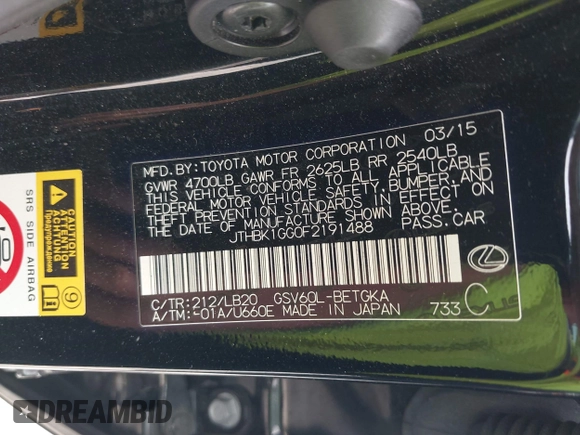 MFD. BY: TOYOTA MOTOR CORPORATION 03/15
GVWR 4700LB GAWR FR 2625LB RR 2540LB
THIS VEHICLE CONFORMS TO ALL APPLICABLE
FEDERAL MOTOR VEHICLE SAFETY, BUMPER, AND
THEFT PREVENTION STANDARDS IN EFFECT ON
THE DATE OF MANUFACTURE SHOWN ABOVE.
JTHBK1GG0F2191488 PASS. CAR
C/TR: 212/LB20 GSV60L-BETGKA
A/TM: -01A/U660E MADE IN JAPAN 733 C
SRS SIDE AIRBAG
CAUTION
ATTENTION
ACHTUNG
Предупреждение
9
DREAMBID